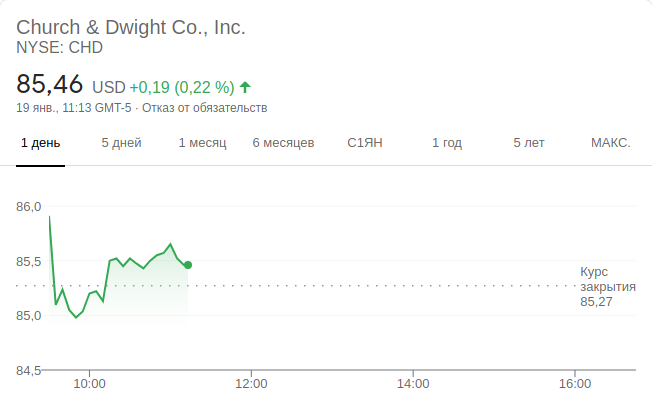 Church & Dwight Co., Inc.
NYSE: CHD
85,46 USD +0,19 (0,22 %)
19 янв., 11:13 GMT-5 · Отказ от обязательств
1 день 5 дней 1 месяц 6 месяцев С1ЯН 1 год 5 лет МАКС.
86,0
85,5
Курс
закрытия
85,27
85,0
84,5
10:00 12:00 14:00 16:00